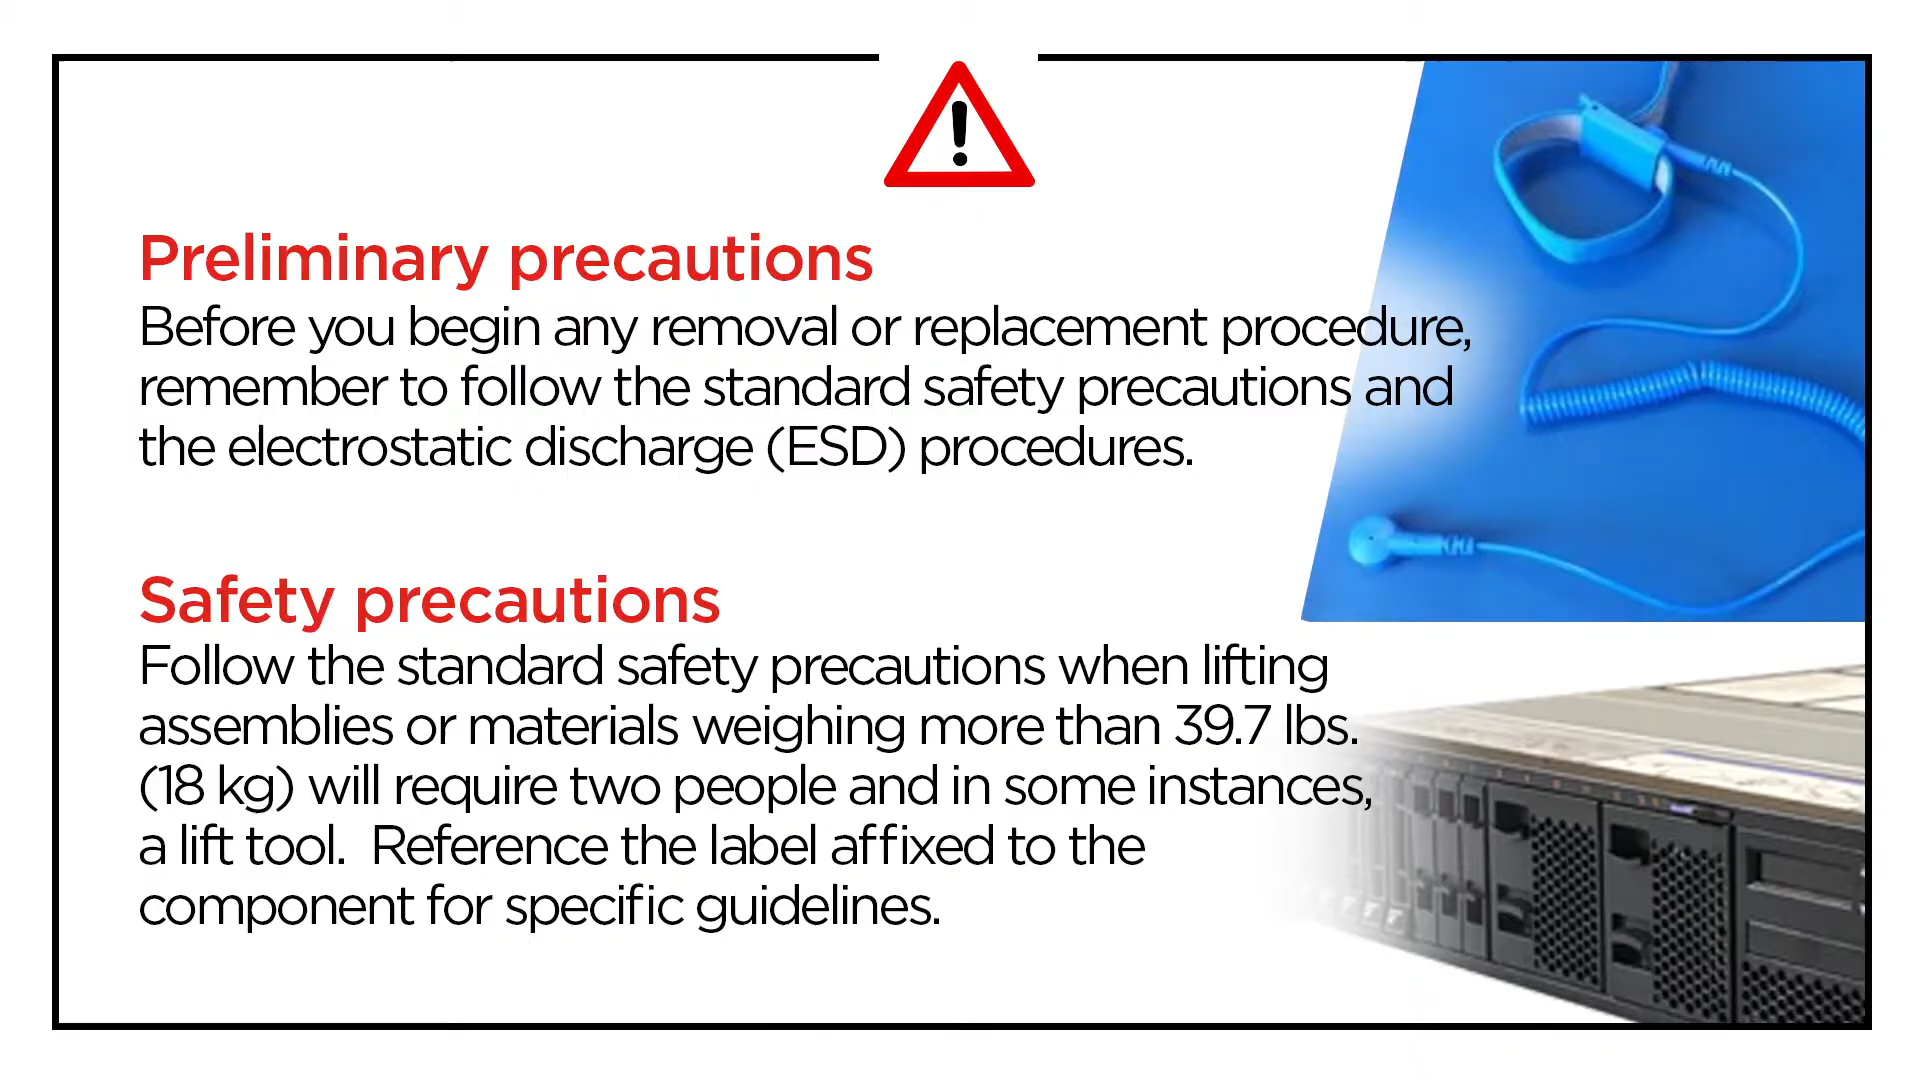 Preliminary precautions
Before you begin any removal or replacement procedure,
remember to follow the standard safety precautions and
the electrostatic discharge (ESD) procedures.
Safety precautions
Follow the standard safety precautions when lifting
assemblies or materials weighing more than 39.7 lbs.
(18 kg) will require two people and in some instances,
a lift tool.  Reference the label affixed to the
component for specific guidelines.